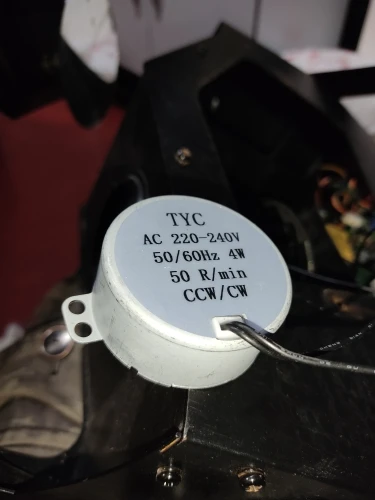 TYC
AC 220-240V
50/60Hz 4W
50 R/min
CCW/CW